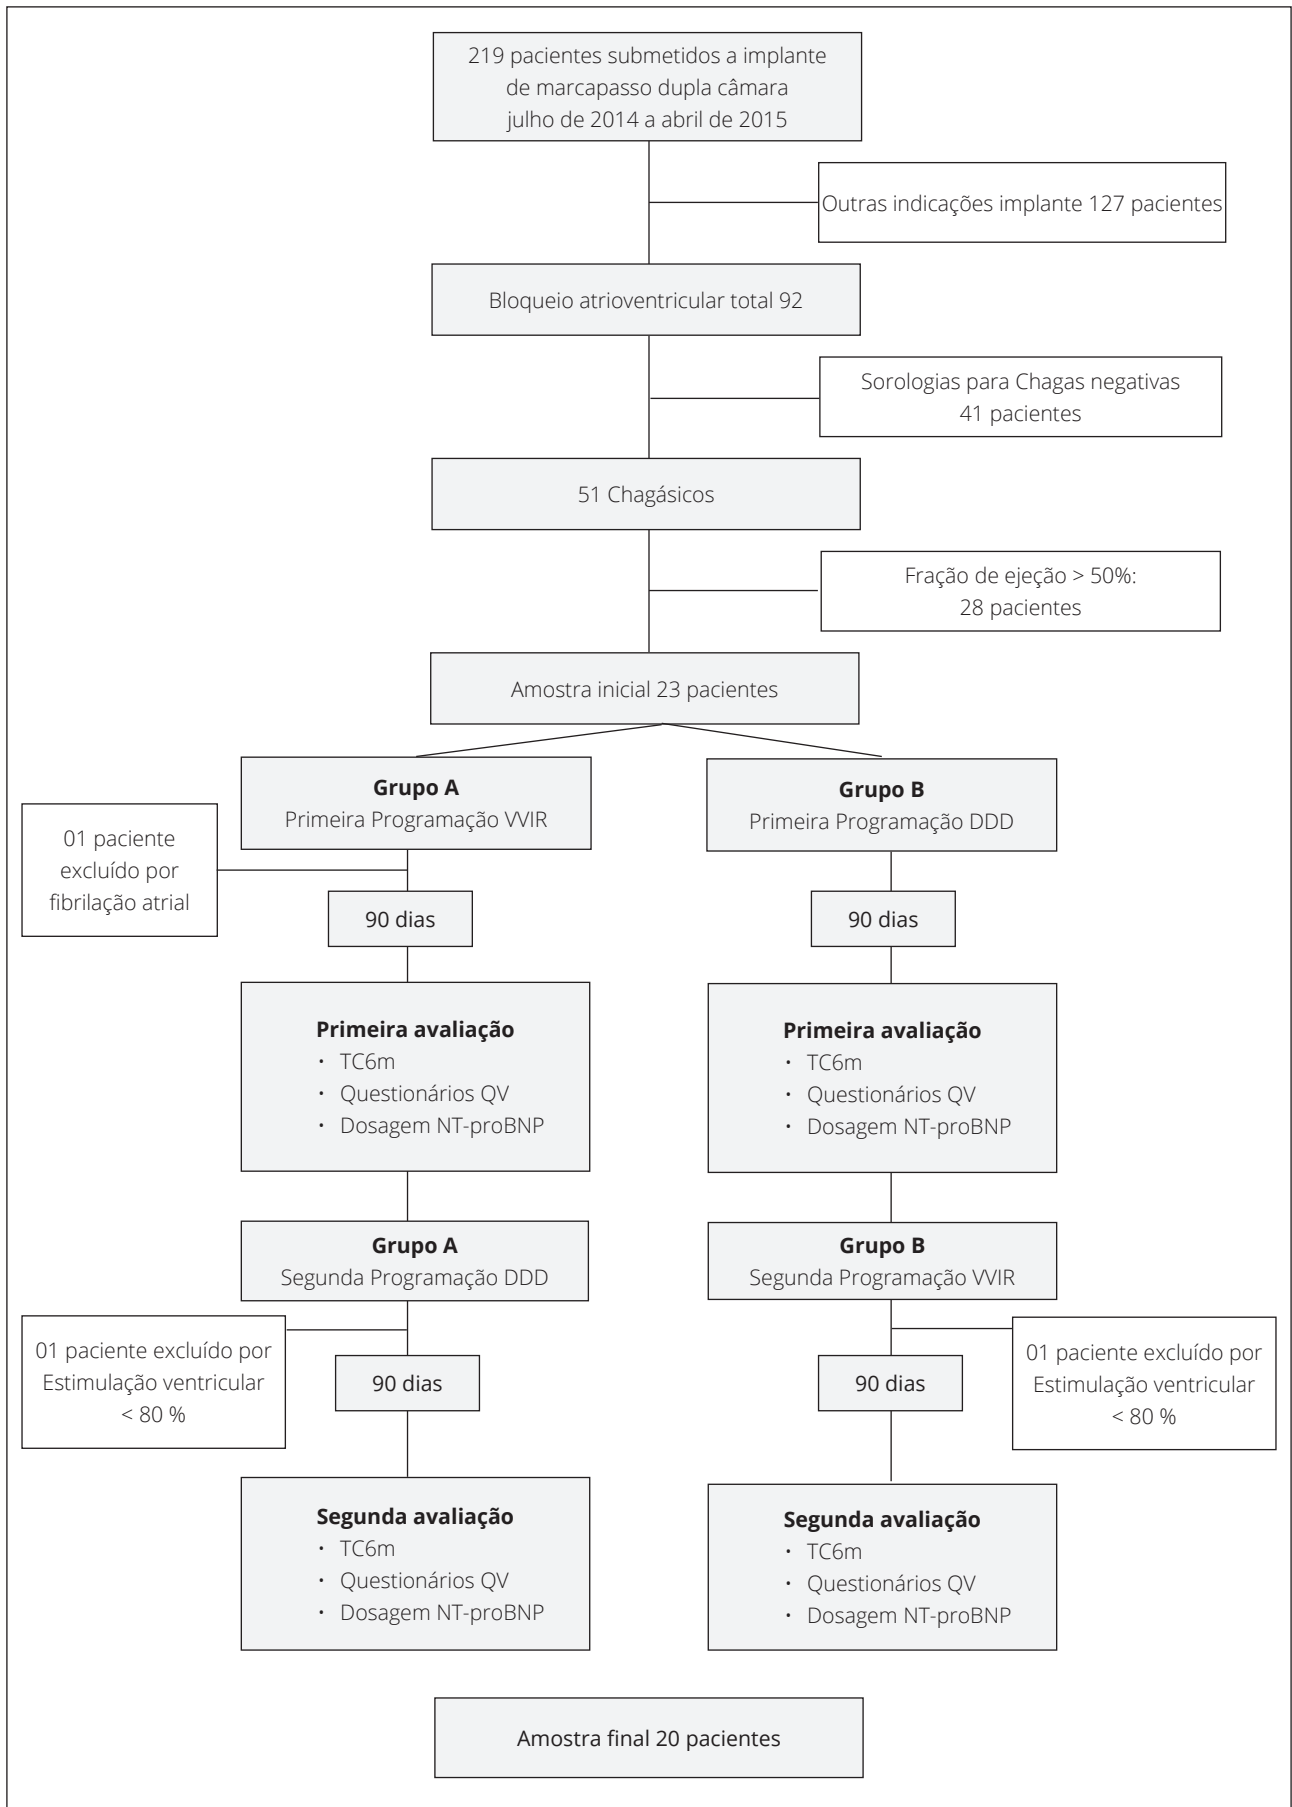 219 pacientes submetidos a implante
de marcapasso dupla câmara
julho de 2014 a abril de 2015
Outras indicações implante 127 pacientes
Bloqueio atrioventricular total 92
Sorologias para Chagas negativas
41 pacientes
51 Chagásicos
Fração de ejeção > 50%:
28 pacientes
Amostra inicial 23 pacientes
Grupo A
Primeira Programação VVIR
Grupo B
Primeira Programação DDD
01 paciente
excluído por
fibrilação atrial
90 dias
90 dias
Primeira avaliação
• TC6m
• Questionários QV
• Dosagem NT-proBNP
Primeira avaliação
• TC6m
• Questionários QV
• Dosagem NT-proBNP
Grupo A
Segunda Programação DDD
Grupo B
Segunda Programação VVIR
01 paciente excluído por
Estimulação ventricular
< 80 %
90 dias
90 dias
01 paciente excluído por
Estimulação ventricular
< 80 %
Segunda avaliação
• TC6m
• Questionários QV
• Dosagem NT-proBNP
Segunda avaliação
• TC6m
• Questionários QV
• Dosagem NT-proBNP
Amostra final 20 pacientes